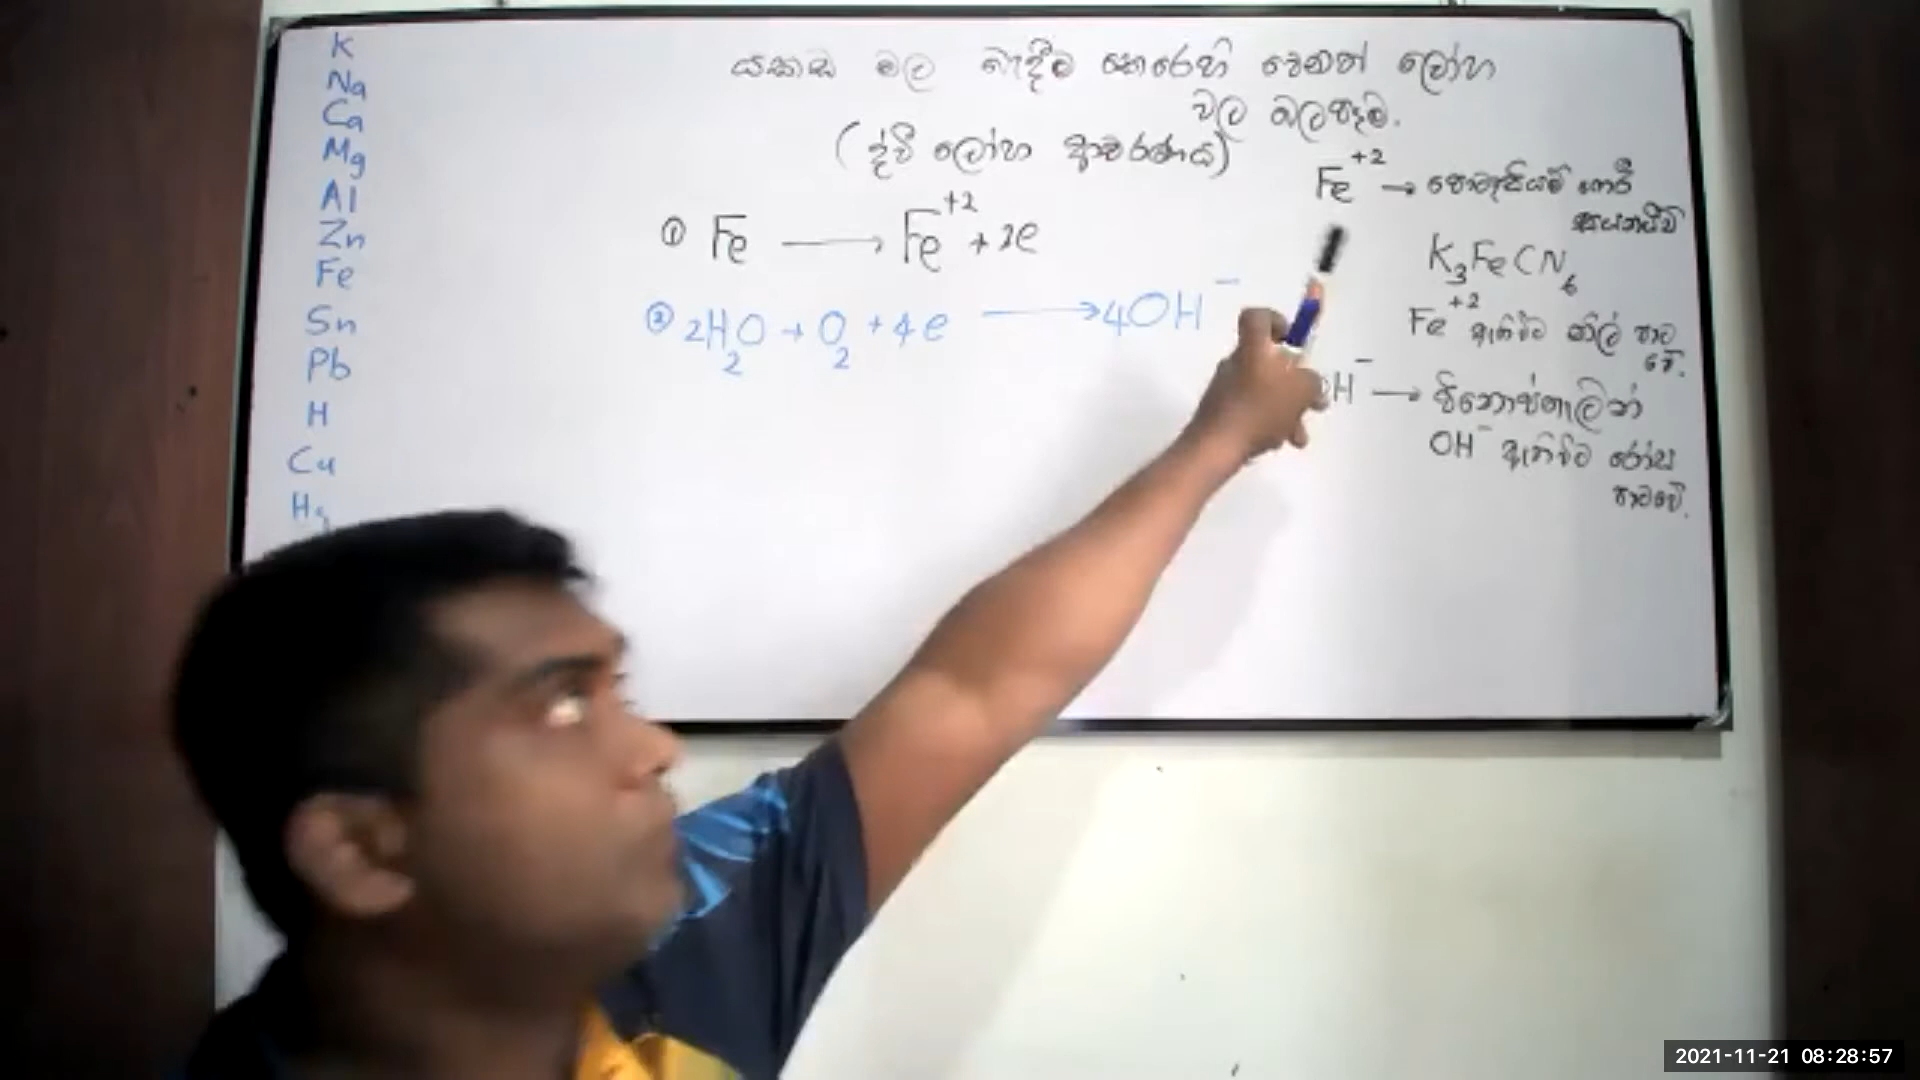 K
Na
Ca
Mg
Al
Zn
Fe
Sn
Pb
H
Cu
Hg
යකඩ මල බැදීම කෙරෙහි වෙනත් ලෝහ
වල බලපෑම.
(ද්වී ලෝහ ආචරණය)
① Fe → Fe+2 + 2e
② 2H2O + O2 + 4e → 4OH-
Fe+2 → පොටෑසියම් ෆෙරි
සයනයිඩ්
K3FeCN6
Fe+2 ඇතිවිට නිල් පාට
වේ.
OH- → පිනොප්තැලින්
OH- ඇතිවිට රෝස
පාටවේ.
2021-11-21 08:28:57